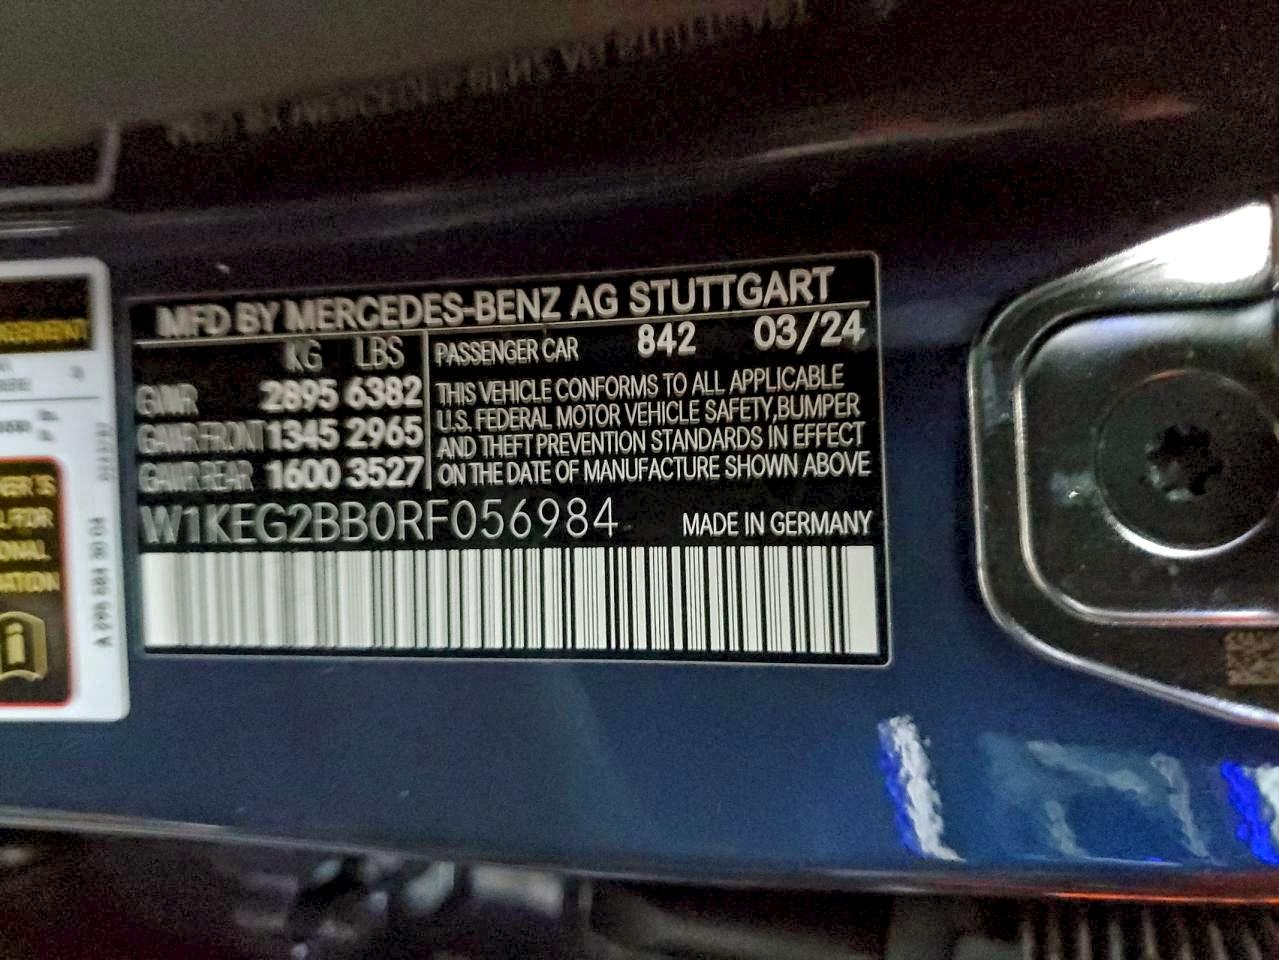 MFD BY MERCEDES-BENZ AG STUTTGART
KG LBS
GVWR 2895 6382
GAWR FRONT 1345 2965
GAWR REAR 1600 3527
PASSENGER CAR 842 03/24
THIS VEHICLE CONFORMS TO ALL APPLICABLE
U.S. FEDERAL MOTOR VEHICLE SAFETY, BUMPER
AND THEFT PREVENTION STANDARDS IN EFFECT
ON THE DATE OF MANUFACTURE SHOWN ABOVE
W1KEG2BB0RF056984 MADE IN GERMANY